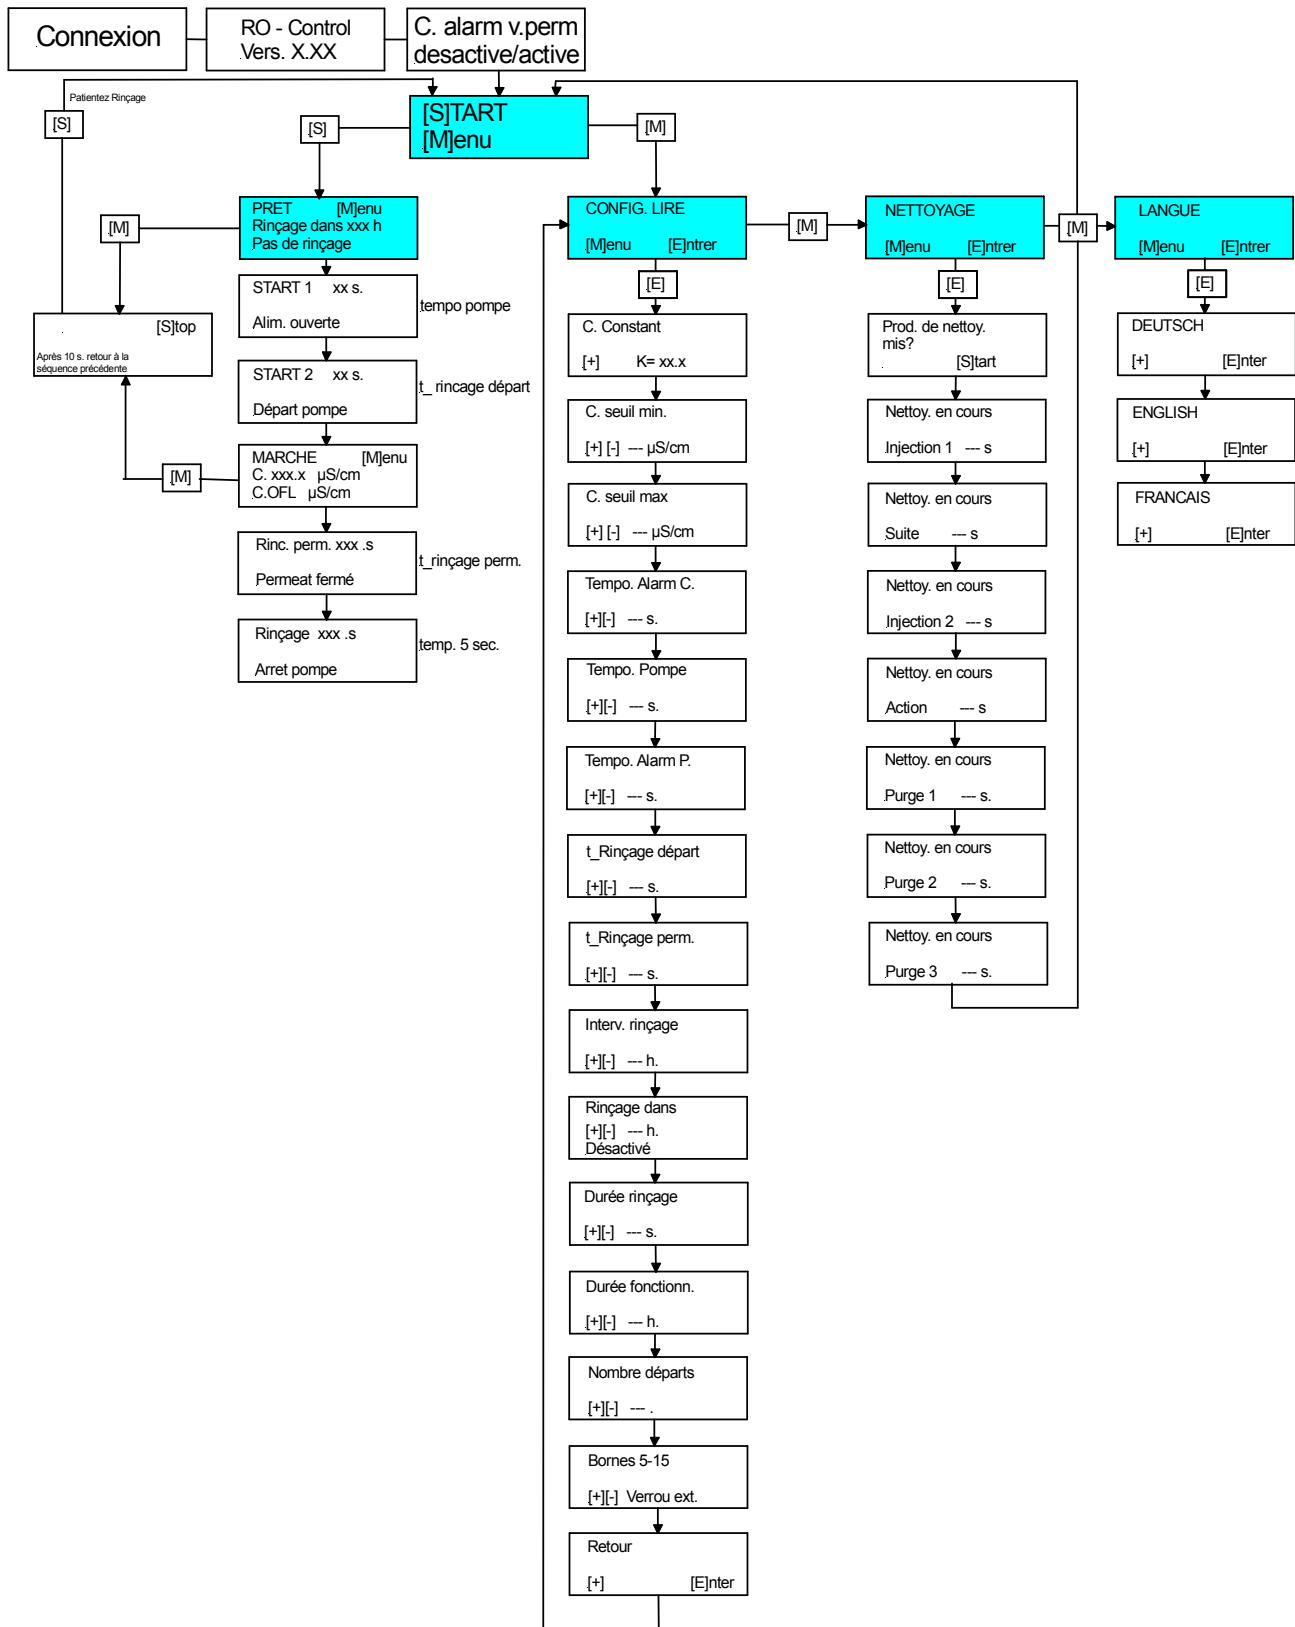 Connexion
RO - Control
Vers. X.XX
C. alarm v.perm
desactive/active
Patientez Rinçage
[S]
[S]TART
[M]enu
[S]
[M]
PRET [M]enu
Rinçage dans xxx h
Pas de rinçage
[M]
START 1 xx s.
Alim. ouverte
tempo pompe
. [S]top
Après 10 s. retour à la
séquence précédente
START 2 xx s.
Départ pompe
t_ rincage départ
MARCHE [M]enu
C. xxx.x µS/cm
C.OFL µS/cm
[M]
Rinc. perm. xxx .s
Permeat fermé
t_rinçage perm.
Rinçage xxx .s
Arret pompe
temp. 5 sec.
CONFIG. LIRE
[M]enu [E]ntrer
[M]
[E]
C. Constant
[+] K= xx.x
C. seuil min.
[+] [-] --- µS/cm
C. seuil max
[+] [-] --- µS/cm
Tempo. Alarm C.
[+][-] --- s.
Tempo. Pompe
[+][-] --- s.
Tempo. Alarm P.
[+][-] --- s.
t_Rinçage départ
[+][-] --- s.
t_Rinçage perm.
[+][-] --- s.
Interv. rinçage
[+][-] --- h.
Rinçage dans
[+][-] --- h.
Désactivé
Durée rinçage
[+][-] --- s.
Durée fonctionn.
[+][-] --- h.
Nombre départs
[+][-] --- .
Bornes 5-15
[+][-] Verrou ext.
Retour
[+] [E]nter
NETTOYAGE
[M]enu [E]ntrer
[M]
[E]
Prod. de nettoy.
mis?
. [S]tart
Nettoy. en cours
Injection 1 --- s
Nettoy. en cours
Suite --- s
Nettoy. en cours
Injection 2 --- s
Nettoy. en cours
Action --- s
Nettoy. en cours
Purge 1 --- s.
Nettoy. en cours
Purge 2 --- s.
Nettoy. en cours
Purge 3 --- s.
LANGUE
[M]enu [E]ntrer
[E]
DEUTSCH
[+] [E]nter
ENGLISH
[+] [E]nter
FRANCAIS
[+] [E]nter